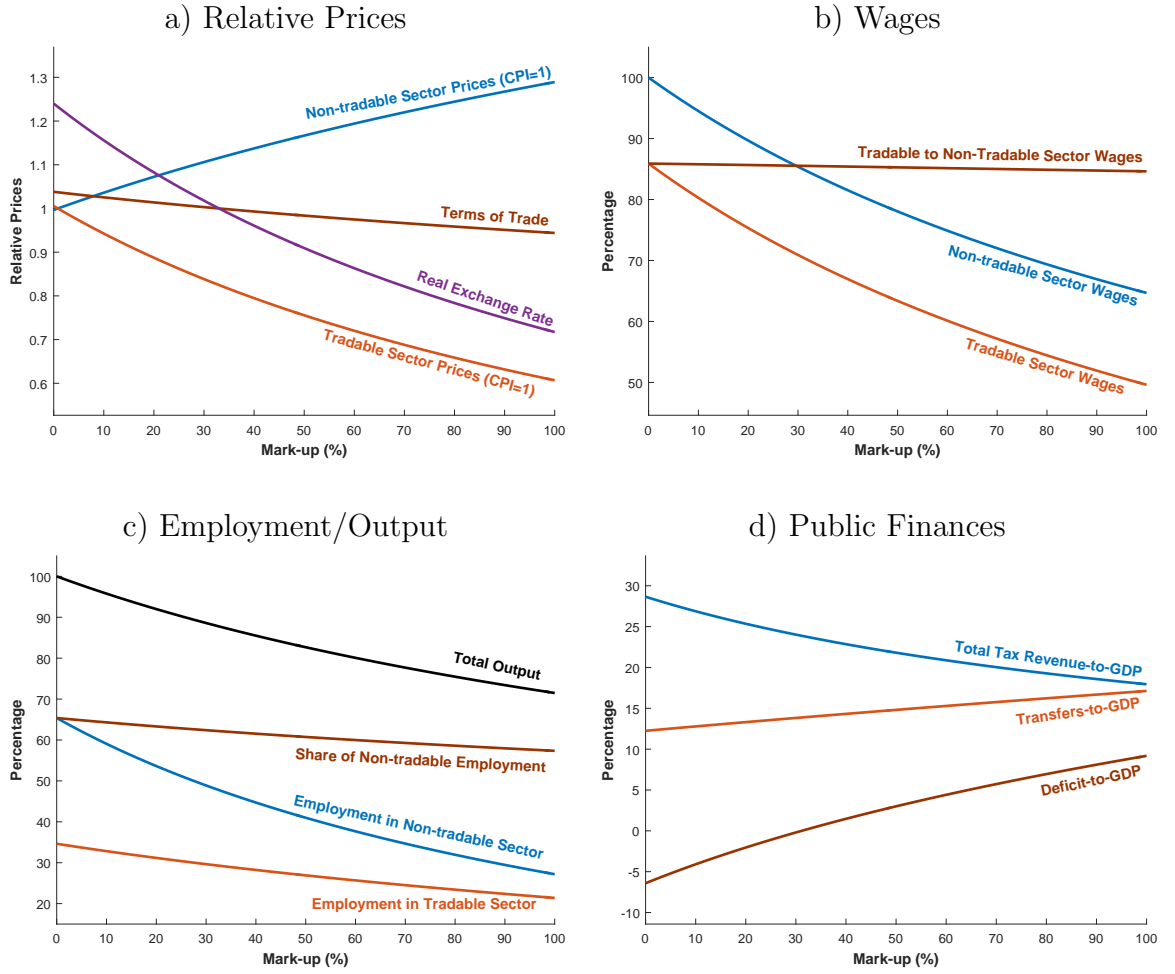 a) Relative Prices
1.3
1.2
1.1
1
0.9
0.8
0.7
0.6
Relative Prices
Non-tradable Sector Prices (CPI=1)
Terms of Trade
Real Exchange Rate
Tradable Sector Prices (CPI=1)
0 10 20 30 40 50 60 70 80 90 100
Mark-up (%)
b) Wages
100
90
80
70
60
50
Percentage
Tradable to Non-Tradable Sector Wages
Non-tradable Sector Wages
Tradable Sector Wages
0 10 20 30 40 50 60 70 80 90 100
Mark-up (%)
c) Employment/Output
100
90
80
70
60
50
40
30
20
Percentage
Total Output
Share of Non-tradable Employment
Employment in Non-tradable Sector
Employment in Tradable Sector
0 10 20 30 40 50 60 70 80 90 100
Mark-up (%)
d) Public Finances
30
25
20
15
10
5
0
-5
-10
Percentage
Total Tax Revenue-to-GDP
Transfers-to-GDP
Deficit-to-GDP
0 10 20 30 40 50 60 70 80 90 100
Mark-up (%)